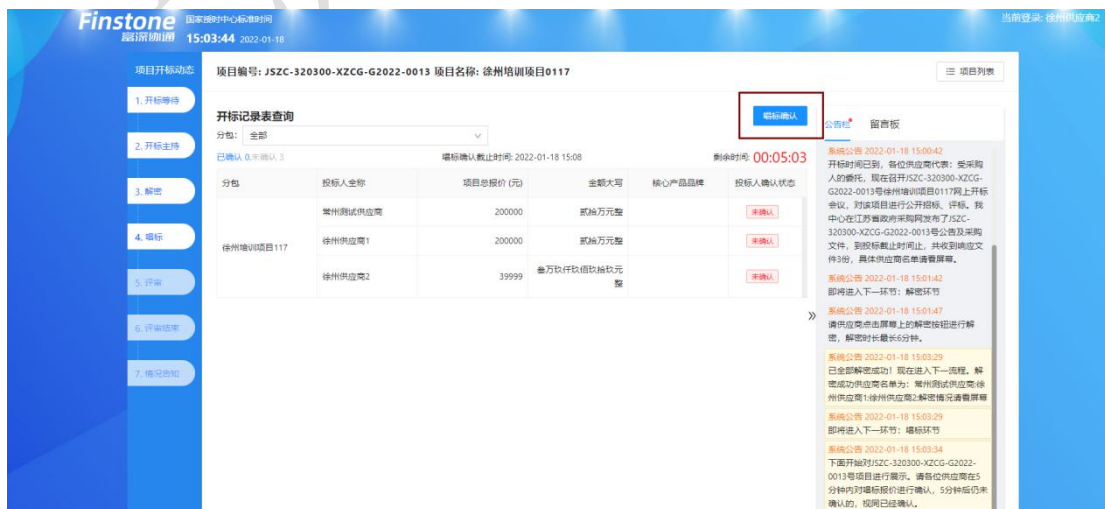 Finstone
富深协通
国家授时中心标准时间
15:03:44 2022-01-18
当前登录: 徐州供应商2
项目开标动态
1. 开标等待
2. 开标主持
3. 解密
4. 唱标
5. 评审
6. 评审结束
7. 情况告知
项目编号: JSZC-320300-XZCG-G2022-0013 项目名称: 徐州培训项目0117
项目列表
开标记录表查询
唱标确认
分包: 全部
已确认 0,未确认 3
唱标确认截止时间: 2022-01-18 15:08
剩余时间: 00:05:03
分包 投标人全称 项目总报价 (元) 金额大写 核心产品品牌 投标人确认状态
徐州培训项目117
常州测试供应商 200000 贰拾万元整 未确认
徐州供应商1 200000 贰拾万元整 未确认
徐州供应商2 39999 叁万玖仟玖佰玖拾玖元
整 未确认
»
公告栏 留言板
系统公告 2022-01-18 15:00:42
开标时间已到，各位供应商代表：受采购
人的委托，现在召开JSZC-320300-XZCG-
G2022-0013号徐州培训项目0117网上开标
会议，对该项目进行公开招标、评标。我
中心在江苏省政府采购网发布了JSZC-
320300-XZCG-G2022-0013号公告及采购
文件，到投标截止时间止，共收到响应文
件3份，具体供应商名单请看屏幕。
系统公告 2022-01-18 15:01:42
即将进入下一环节：解密环节
系统公告 2022-01-18 15:01:47
请供应商点击屏幕上的解密按钮进行解
密，解密时长最长6分钟。
系统公告 2022-01-18 15:03:29
已全部解密成功！现在进入下一流程。解
密成功供应商名单为：常州测试供应商;徐
州供应商1;徐州供应商2;解密情况请看屏幕
系统公告 2022-01-18 15:03:29
即将进入下一环节：唱标环节
系统公告 2022-01-18 15:03:34
下面开始对JSZC-320300-XZCG-G2022-
0013号项目进行展示。请各位供应商在5
分钟内对唱标报价进行确认，5分钟后仍未
确认的，视同已经确认。